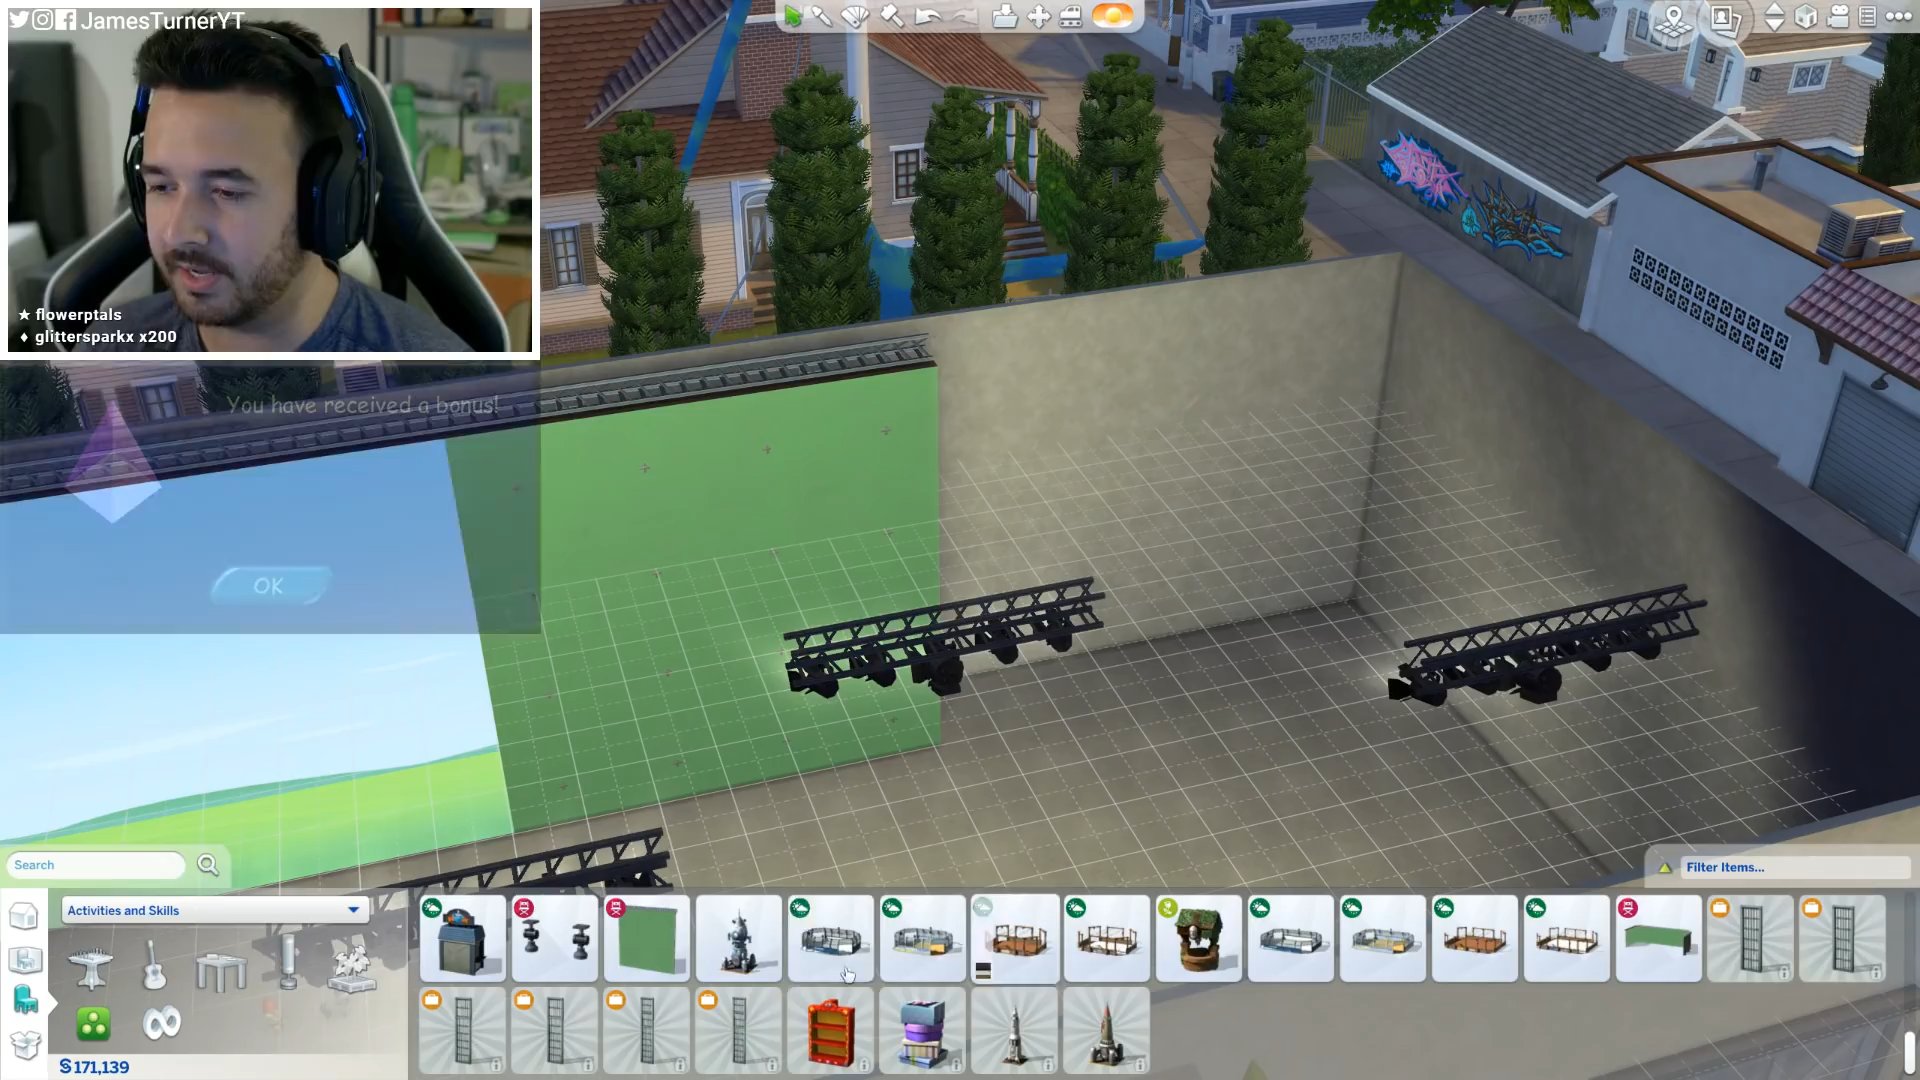 JamesTurnerYT
flowerptals
glittersparkx x200
You have received a bonus!
OK
Search
Filter Items...
Activities and Skills
§171,139